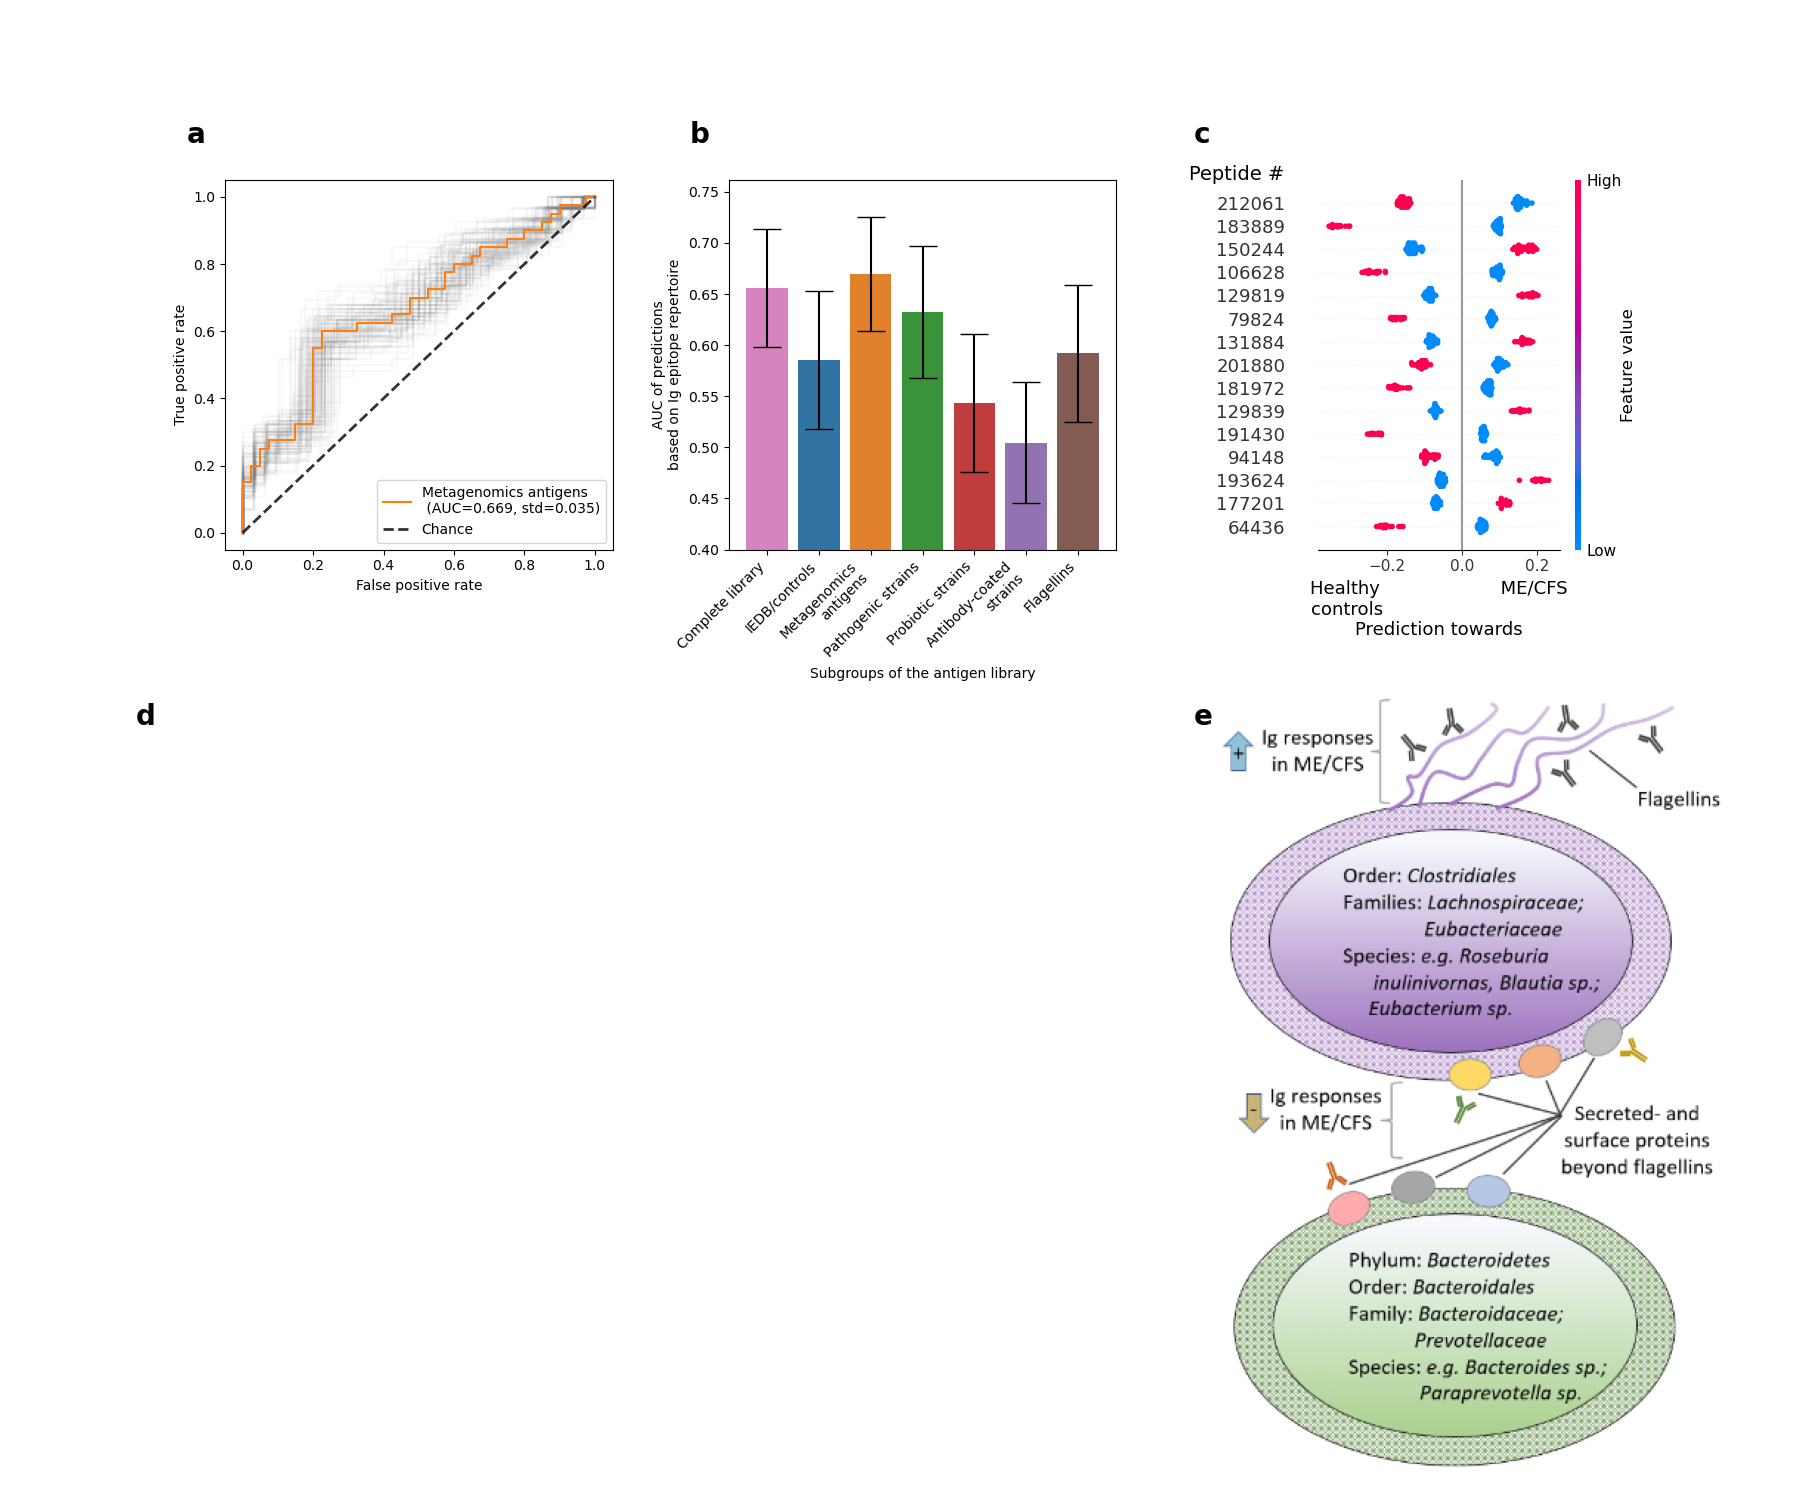 a
1.0
0.8
0.6
0.4
0.2
0.0
True positive rate
0.0 0.2 0.4 0.6 0.8 1.0
False positive rate
Metagenomics antigens
(AUC=0.669, std=0.035)
Chance
b
0.75
0.70
0.65
0.60
0.55
0.50
0.45
0.40
AUC of predictions
based on Ig epitope repertoire
Complete library
IEDB/controls
Metagenomics
antigens
Pathogenic strains
Probiotic strains
Antibody-coated
strains
Flagellins
Subgroups of the antigen library
c
Peptide #
212061
183889
150244
106628
129819
79824
131884
201880
181972
129839
191430
94148
193624
177201
64436
−0.2 0.0 0.2
Healthy
controls
ME/CFS
Prediction towards
High
Low
Feature value
d
e
+
Ig responses
in ME/CFS
Flagellins
Order: Clostridiales
Families: Lachnospiraceae;
Eubacteriaceae
Species: e.g. Roseburia
inulinivornas, Blautia sp.;
Eubacterium sp.
-
Ig responses
in ME/CFS
Secreted- and
surface proteins
beyond flagellins
Phylum: Bacteroidetes
Order: Bacteroidales
Family: Bacteroidaceae;
Prevotellaceae
Species: e.g. Bacteroides sp.;
Paraprevotella sp.